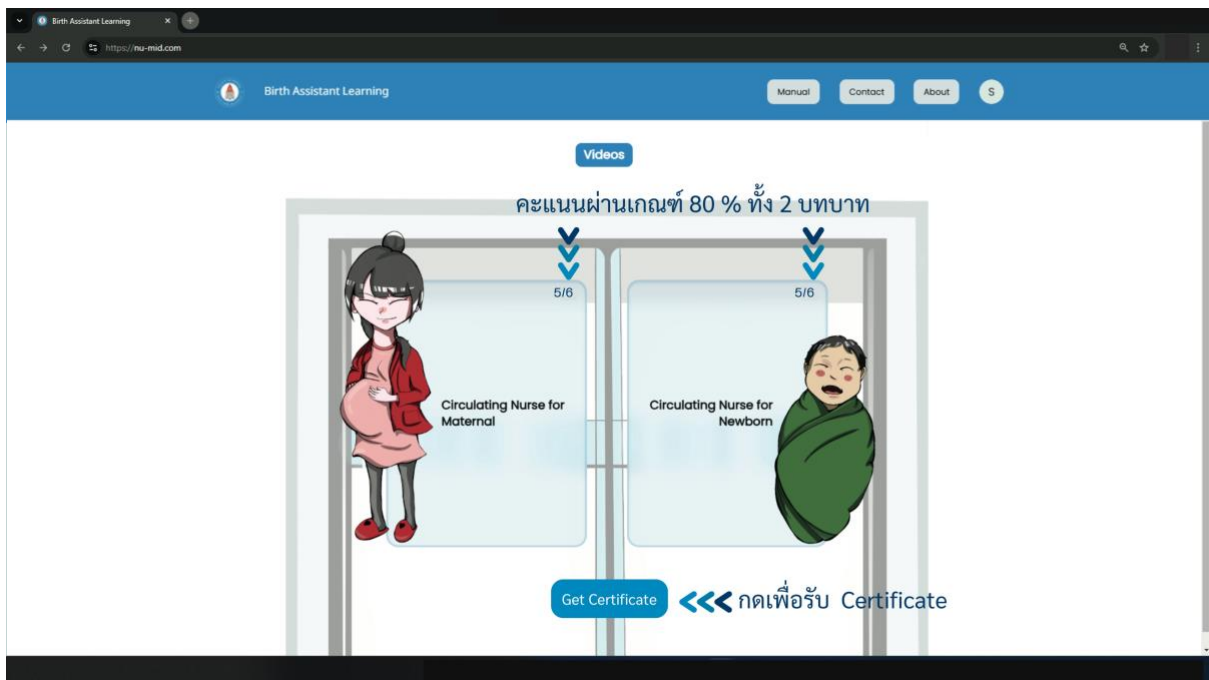 Birth Assistant Learning
https://nu-mid.com
Birth Assistant Learning
Manual
Contact
About
S
Videos
คะแนนผ่านเกณฑ์ 80 % ทั้ง 2 บทบาท
5/6
5/6
Circulating Nurse for
Maternal
Circulating Nurse for
Newborn
Get Certificate
กดเพื่อรับ Certificate